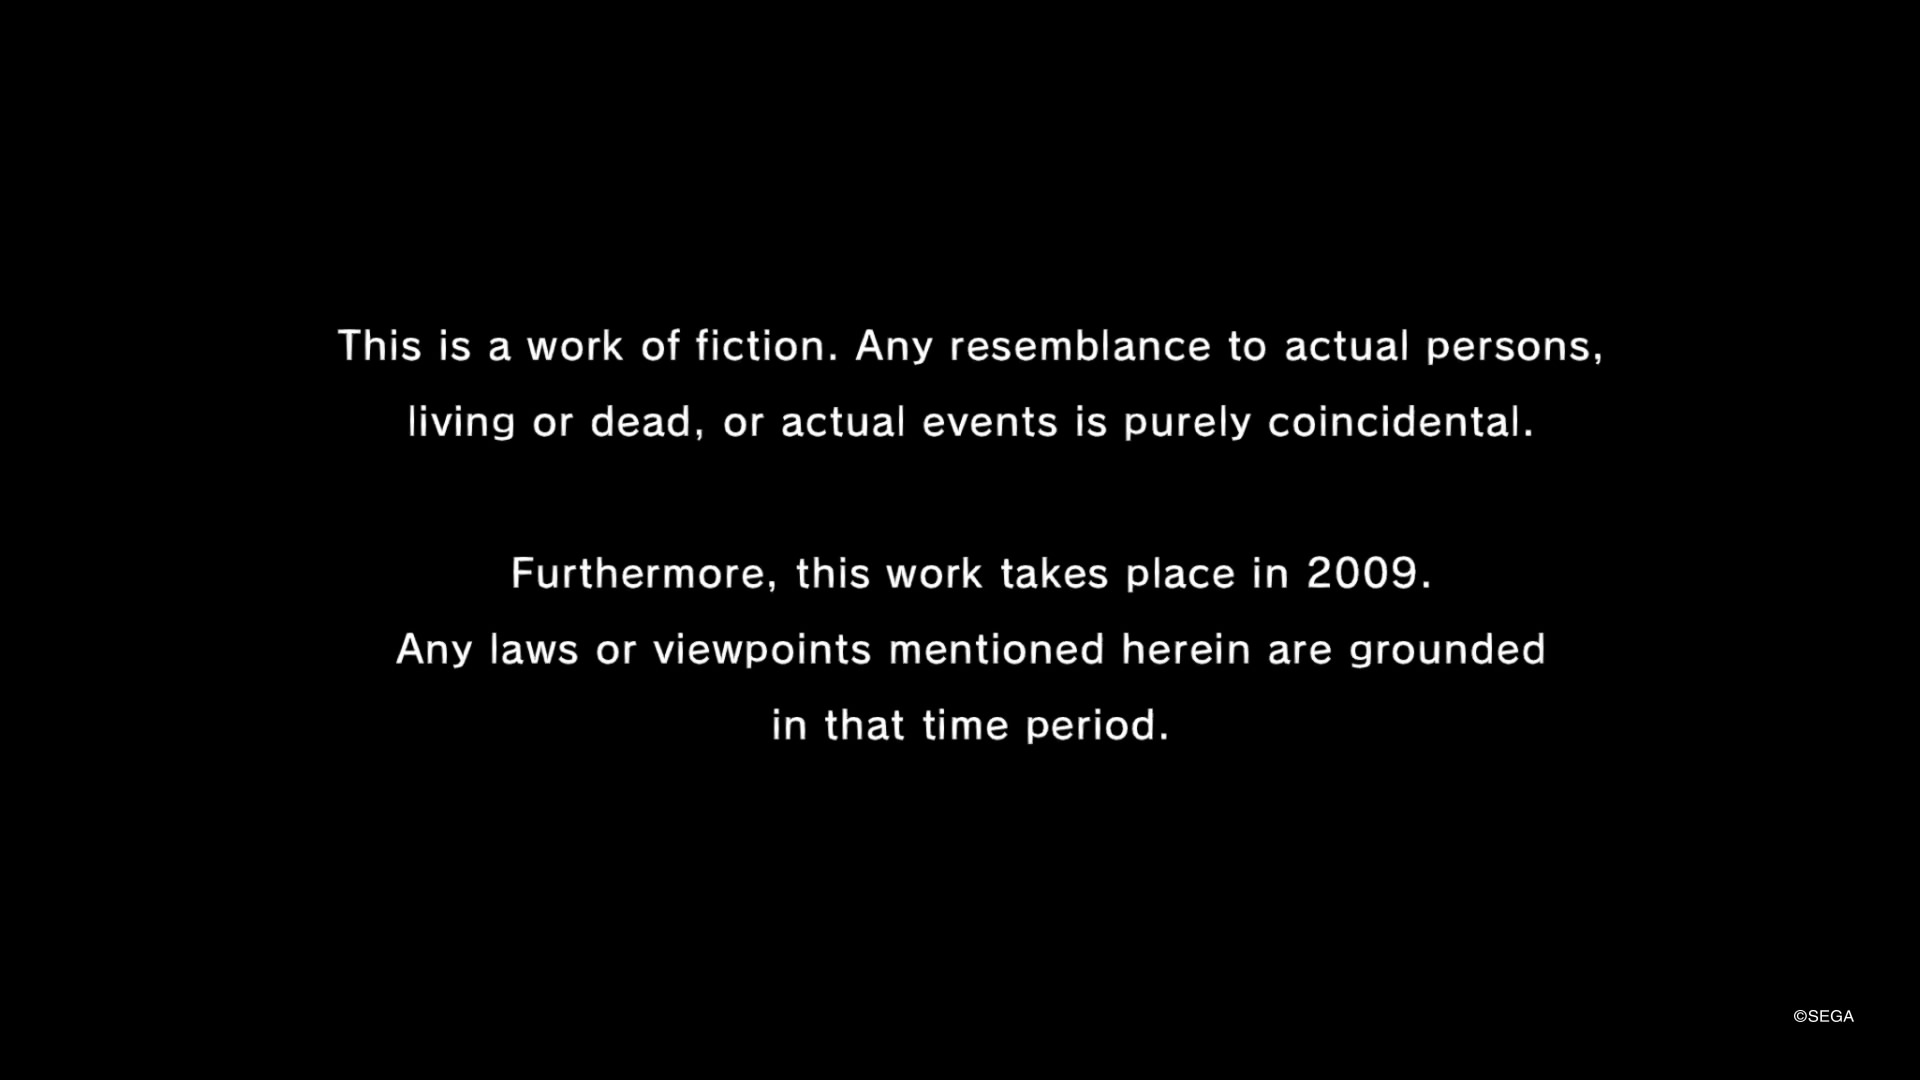 This is a work of fiction. Any resemblance to actual persons,
living or dead, or actual events is purely coincidental.
Furthermore, this work takes place in 2009.
Any laws or viewpoints mentioned herein are grounded
in that time period.
©SEGA